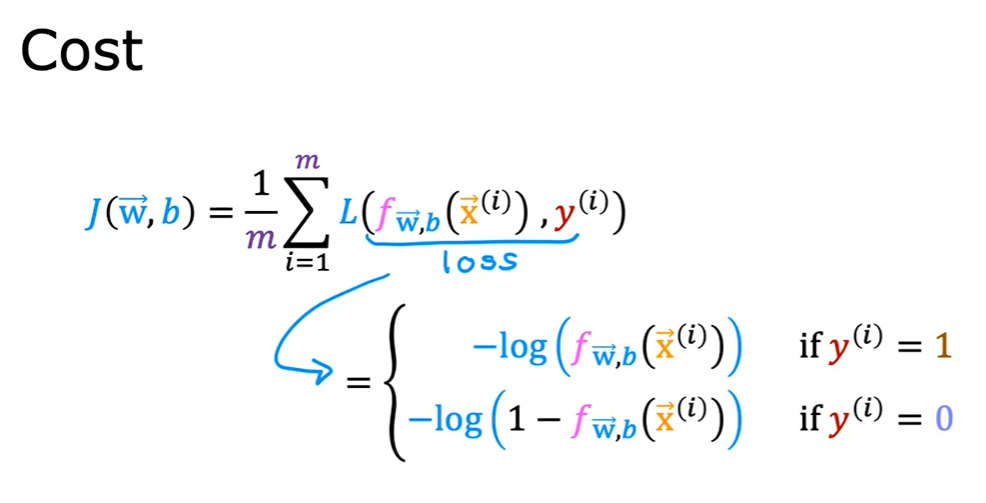 Cost
J(w⃗, b) = 1/m ∑_{i=1}^{m} L(f_{w⃗,b}(x⃗^{(i)}), y^{(i)})
loss
= { −log(f_{w⃗,b}(x⃗^{(i)})) if y^{(i)} = 1
−log(1 − f_{w⃗,b}(x⃗^{(i)})) if y^{(i)} = 0